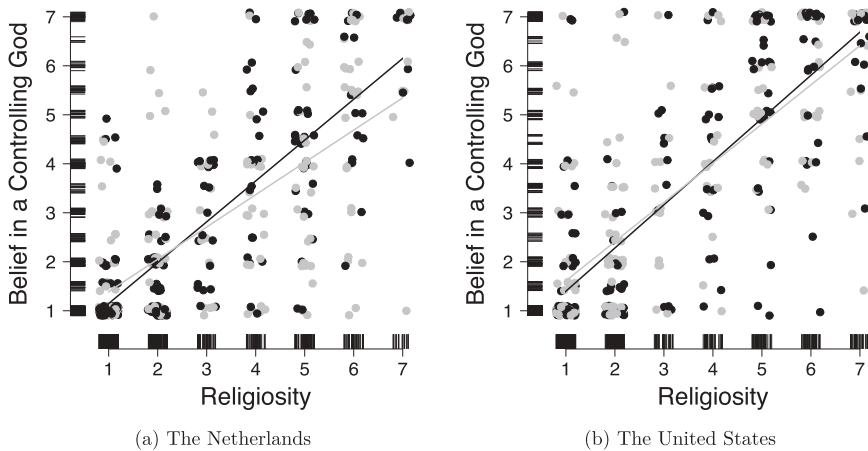 Belief in a Controlling God
7
6
5
4
3
2
1
1 2 3 4 5 6 7
Religiosity
(a) The Netherlands
Belief in a Controlling God
7
6
5
4
3
2
1
1 2 3 4 5 6 7
Religiosity
(b) The United States